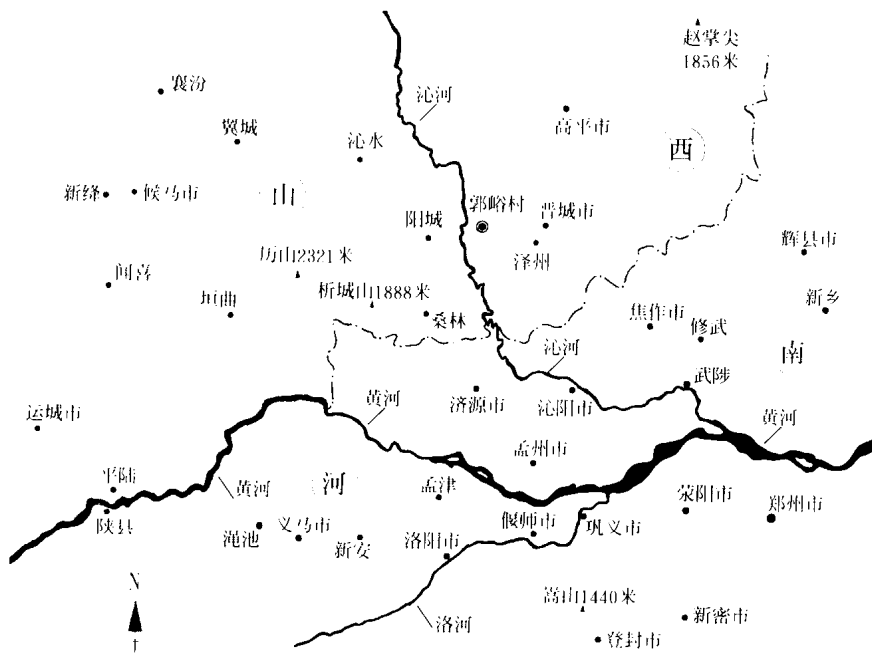 赵掌尖
1856米
襄汾
沁河
高平市
翼城
沁水
西
新绛
候马市
山
郭峪村
晋城市
阳城
泽州
辉县市
历山2321米
闻喜
析城山1888米
新乡
垣曲
桑林
焦作市
修武
沁河
南
武陟
黄河
济源市
沁阳市
运城市
黄河
孟州市
平陆
黄河
河
孟津
荥阳市
郑州市
陕县
渑池
义马市
新安
洛阳市
偃师市
巩义市
N
嵩山1440米
洛河
新密市
登封市